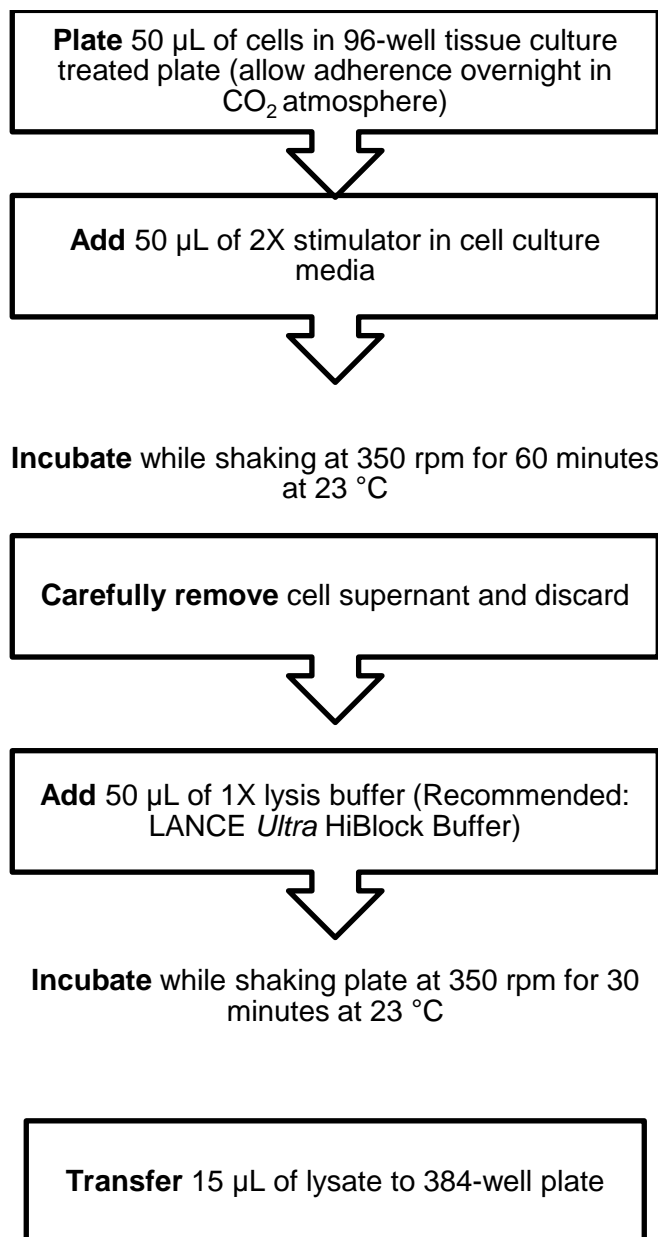 Plate 50 µL of cells in 96-well tissue culture
treated plate (allow adherence overnight in
CO₂ atmosphere)
Add 50 µL of 2X stimulator in cell culture
media
Incubate while shaking at 350 rpm for 60 minutes
at 23 °C
Carefully remove cell supernant and discard
Add 50 µL of 1X lysis buffer (Recommended:
LANCE Ultra HiBlock Buffer)
Incubate while shaking plate at 350 rpm for 30
minutes at 23 °C
Transfer 15 µL of lysate to 384-well plate